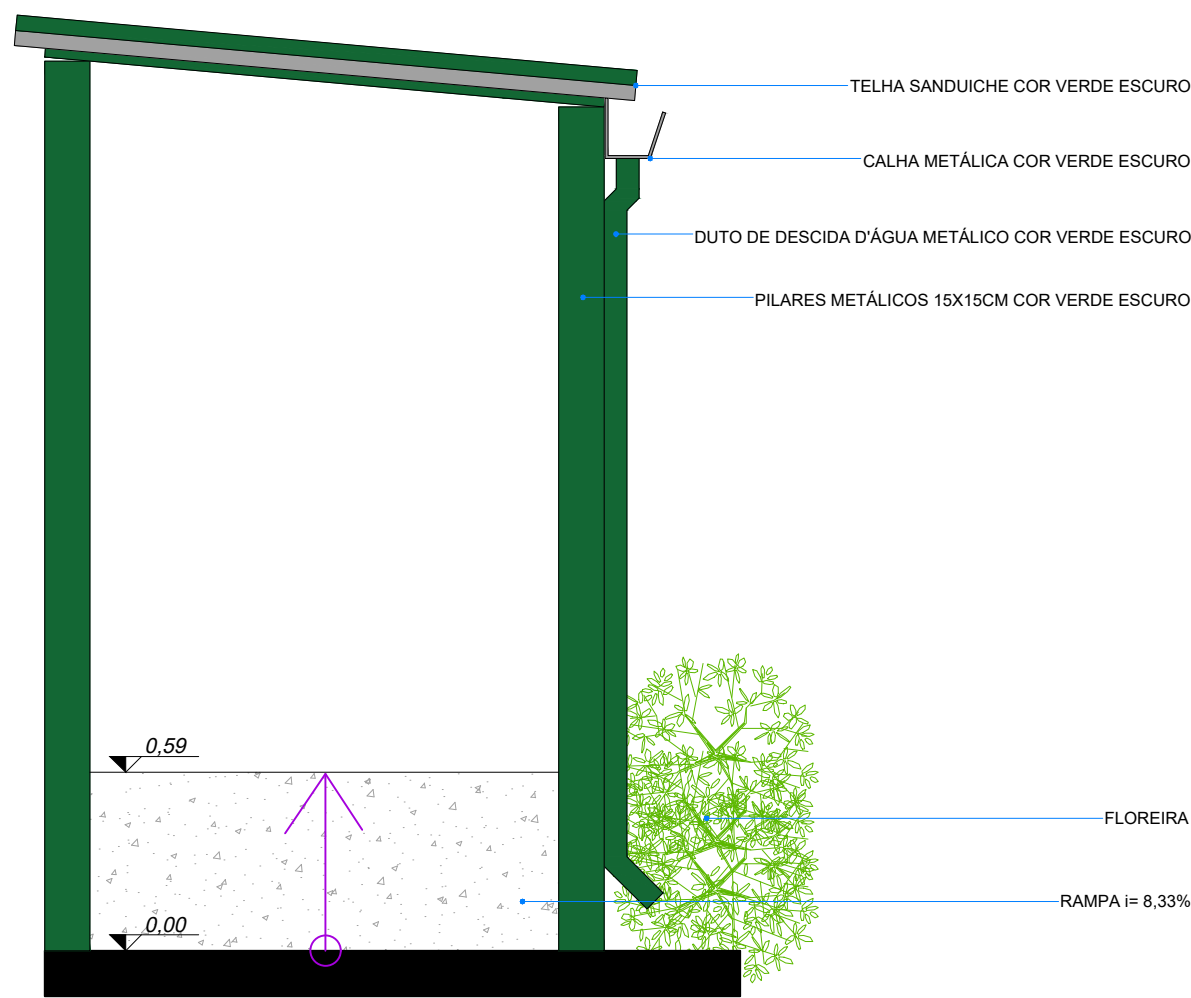 TELHA SANDUICHE COR VERDE ESCURO
CALHA METÁLICA COR VERDE ESCURO
DUTO DE DESCIDA D'ÁGUA METÁLICO COR VERDE ESCURO
PILARES METÁLICOS 15X15CM COR VERDE ESCURO
0,59
FLOREIRA
RAMPA i= 8,33%
0,00